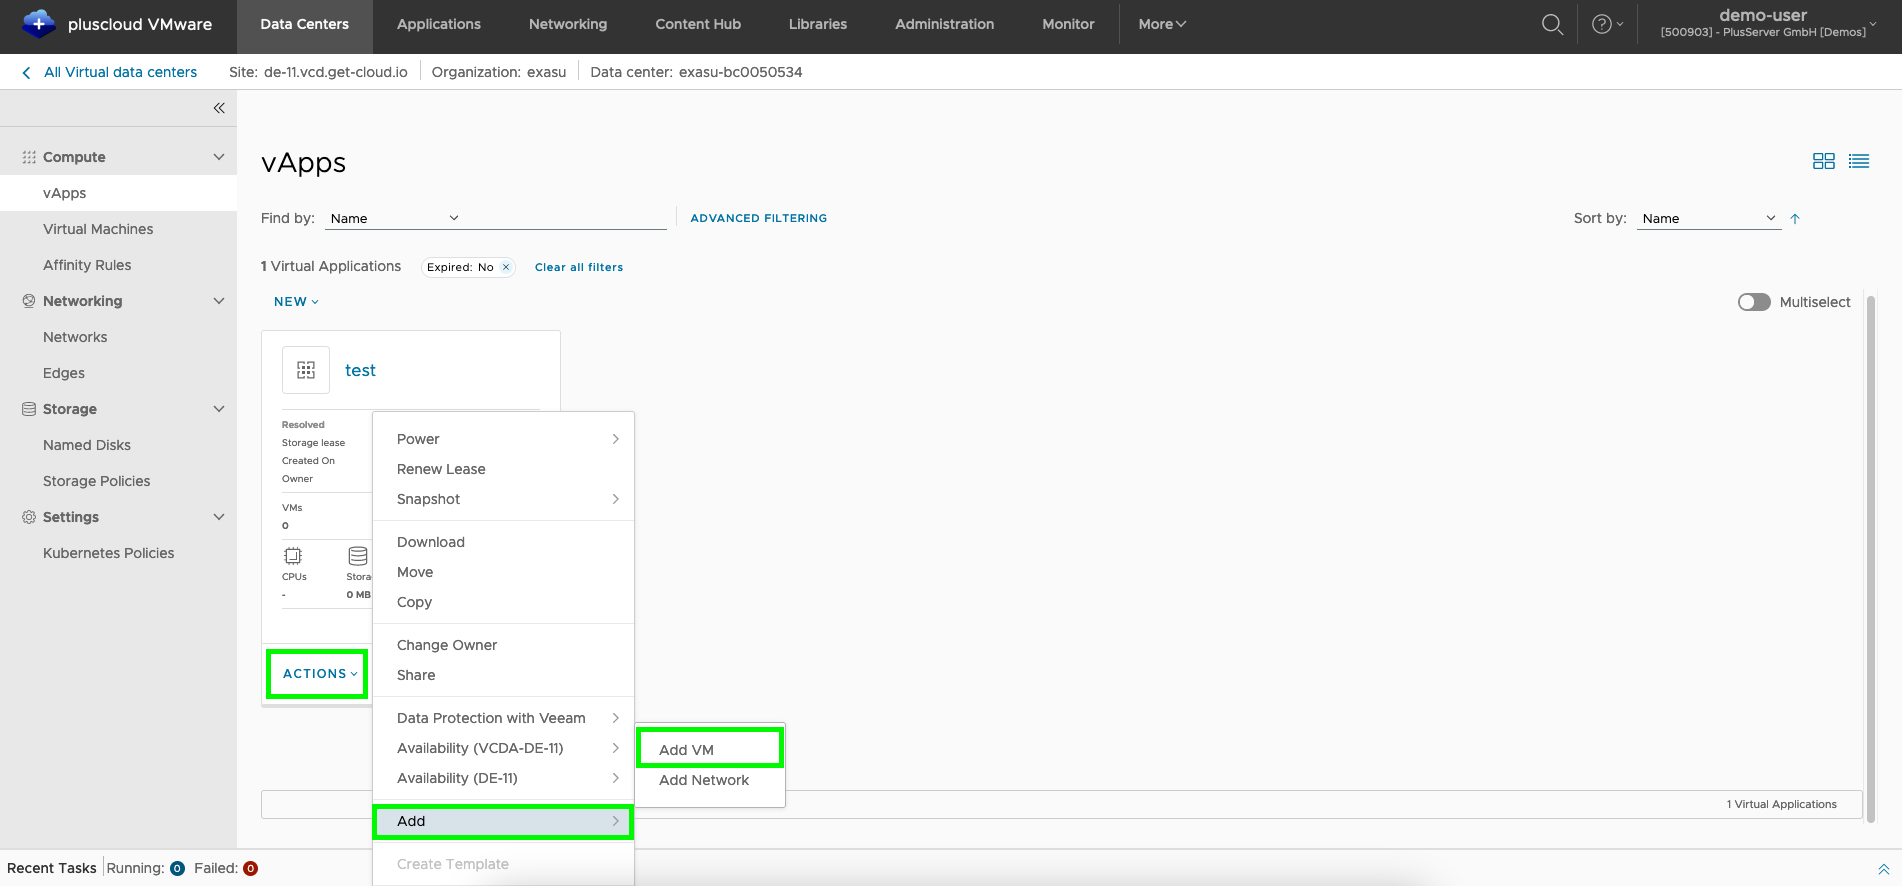 pluscloud VMware
Data Centers
Applications
Networking
Content Hub
Libraries
Administration
Monitor
More
demo-user
[500903] - PlusServer GmbH [Demos]
All Virtual data centers
Site: de-11.vcd.get-cloud.io
Organization: exasu
Data center: exasu-bc0050534
Compute
vApps
Virtual Machines
Affinity Rules
Networking
Networks
Edges
Storage
Named Disks
Storage Policies
Settings
Kubernetes Policies
vApps
Find by: Name
ADVANCED FILTERING
Sort by: Name
1 Virtual Applications
Expired: No
Clear all filters
NEW
Multiselect
test
Resolved
Storage lease
Created On
Owner
VMs
0
CPUs
-
Stora
0 MB
ACTIONS
Power
Renew Lease
Snapshot
Download
Move
Copy
Change Owner
Share
Data Protection with Veeam
Availability (VCDA-DE-11)
Availability (DE-11)
Add
Create Template
Add VM
Add Network
1 Virtual Applications
Recent Tasks
Running: 0
Failed: 0